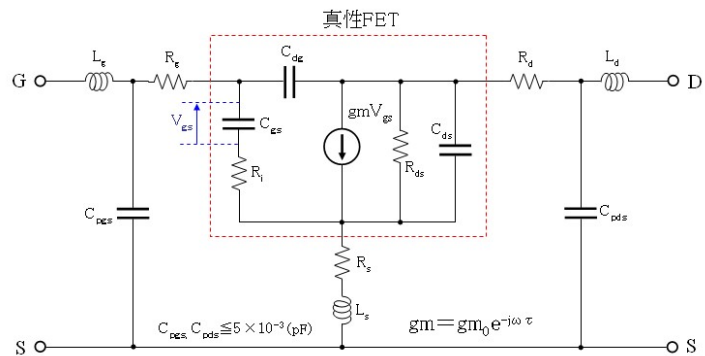 真性FET
Lg
Rg
Cdg
Rd
Ld
G
D
Vgs
Cgs
gmVgs
Cds
Rds
Ri
Cpgs
Cpds
Rs
Ls
Cpgs, Cpds≦5×10⁻³(pF)
gm=gm₀e⁻ʲωτ
S
S